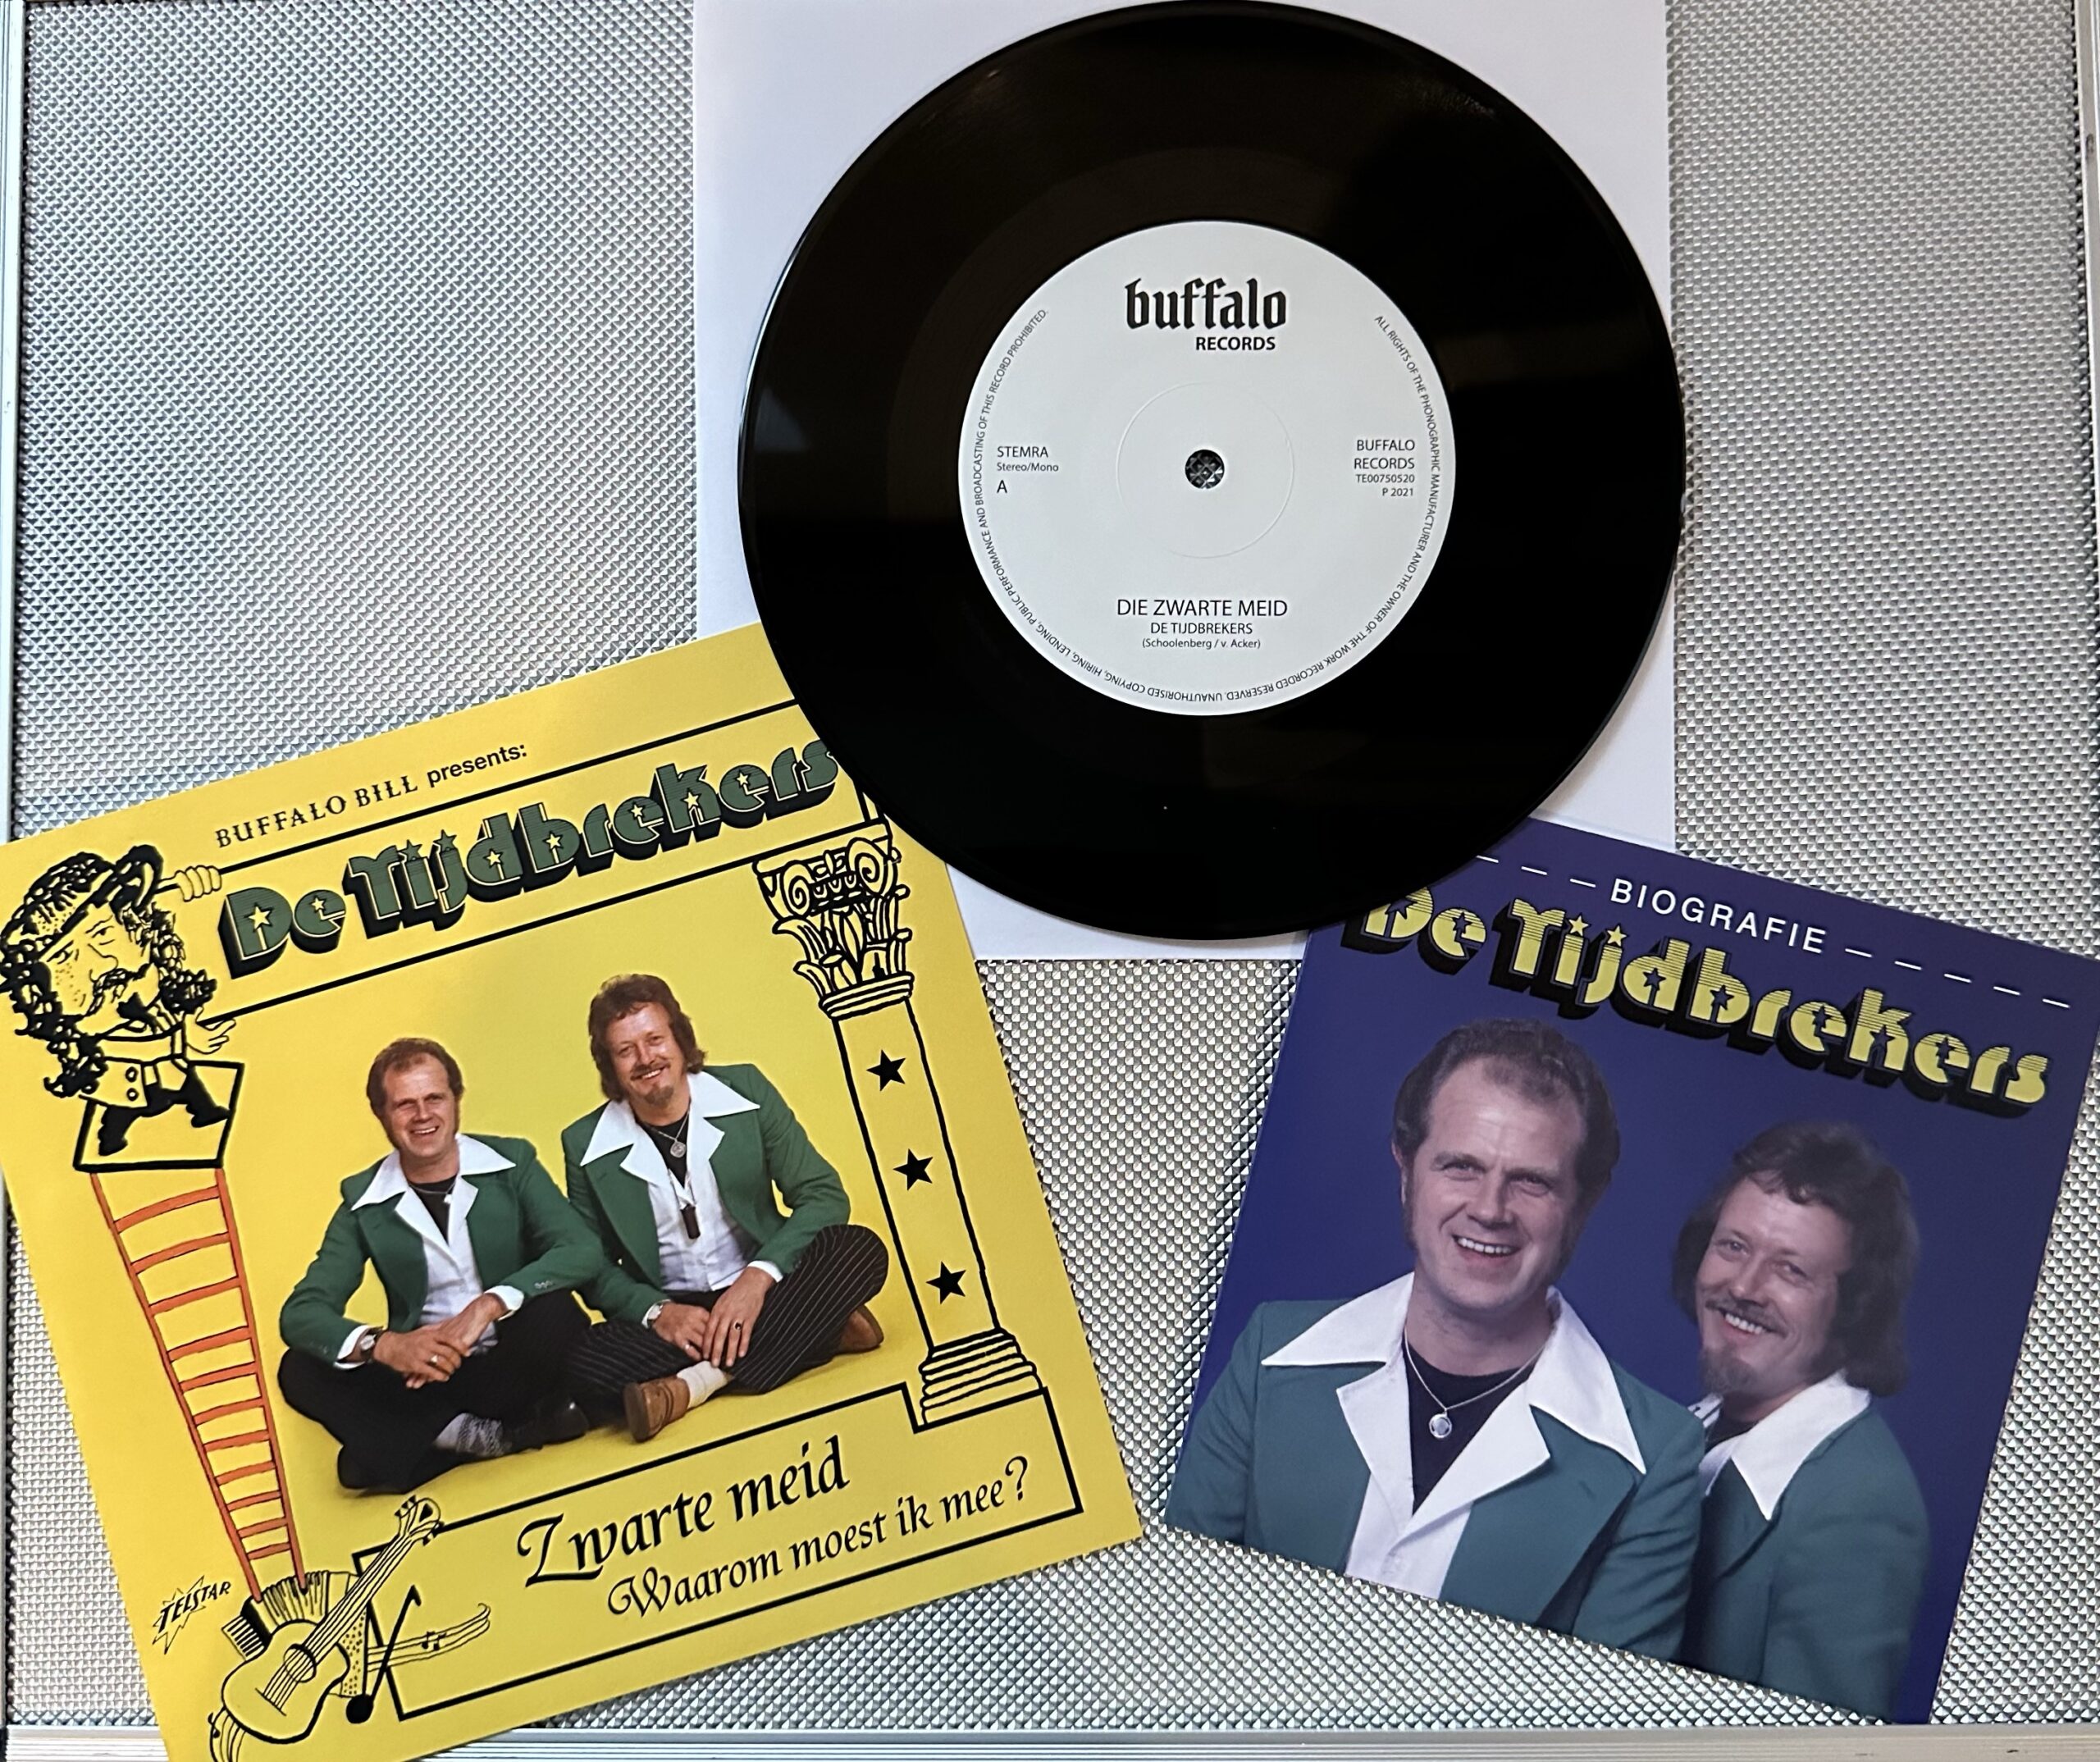 buffalo
RECORDS
STEMRA
Stereo/Mono
A
BUFFALO
RECORDS
TE00750520
P 2021
DIE ZWARTE MEID
DE TIJDBREKERS
(Schoolenberg / v. Acker)
ALL RIGHTS OF THE PHONOGRAPHIC MANUFACTURER AND THE OWNER OF THE WORK RECORDED RESERVED. UNAUTHORISED COPYING, HIRING, LENDING, PUBLIC PERFORMANCE AND BROADCASTING OF THIS RECORD PROHIBITED.
BUFFALO BILL presents:
De Tijdbrekers
Zwarte meid
Waarom moest ik mee?
TELSTAR
— — — BIOGRAFIE — — — — —
De Tijdbrekers